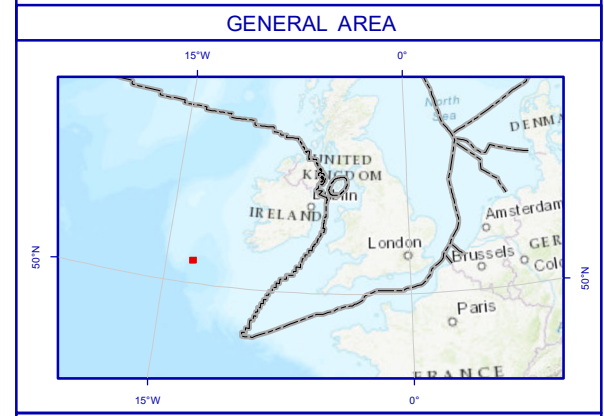 GENERAL AREA
15°W 0°
North
Sea
DENMA
UNITED
KINGDOM
Dublin
IRELAND
Amsterdam
London
Brussels
GER
Colo
50°N
50°N
Paris
FRANCE
15°W 0°